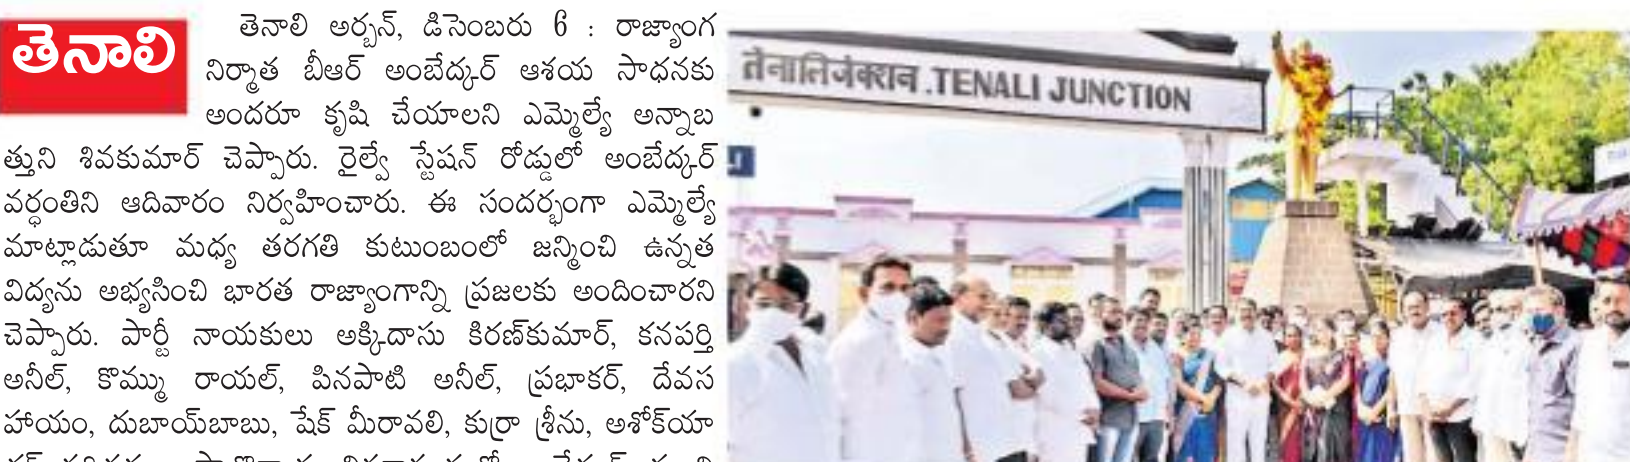 తెనాలి
తెనాలి అర్బన్, డిసెంబరు 6 : రాజ్యాంగ
నిర్మాత బీఆర్ అంబేద్కర్ ఆశయ సాధనకు
అందరూ కృషి చేయాలని ఎమ్మెల్యే అన్నాబ
త్తుని శివకుమార్ చెప్పారు. రైల్వే స్టేషన్ రోడ్డులో అంబేద్కర్
వర్ధంతిని ఆదివారం నిర్వహించారు. ఈ సందర్భంగా ఎమ్మెల్యే
మాట్లాడుతూ మధ్య తరగతి కుటుంబంలో జన్మించి ఉన్నత
విద్యను అభ్యసించి భారత రాజ్యాంగాన్ని ప్రజలకు అందించారని
చెప్పారు. పార్టీ నాయకులు అక్కిదాసు కిరణ్‌కుమార్, కనపర్తి
అనీల్, కొమ్ము రాయల్, పినపాటి అనీల్, ప్రభాకర్, దేవస
హాయం, దుబాయ్‌బాబు, షేక్ మీరావలి, కుర్రా శ్రీను, అశోక్‌యా
तेनालि जंक्शन .TENALI JUNCTION